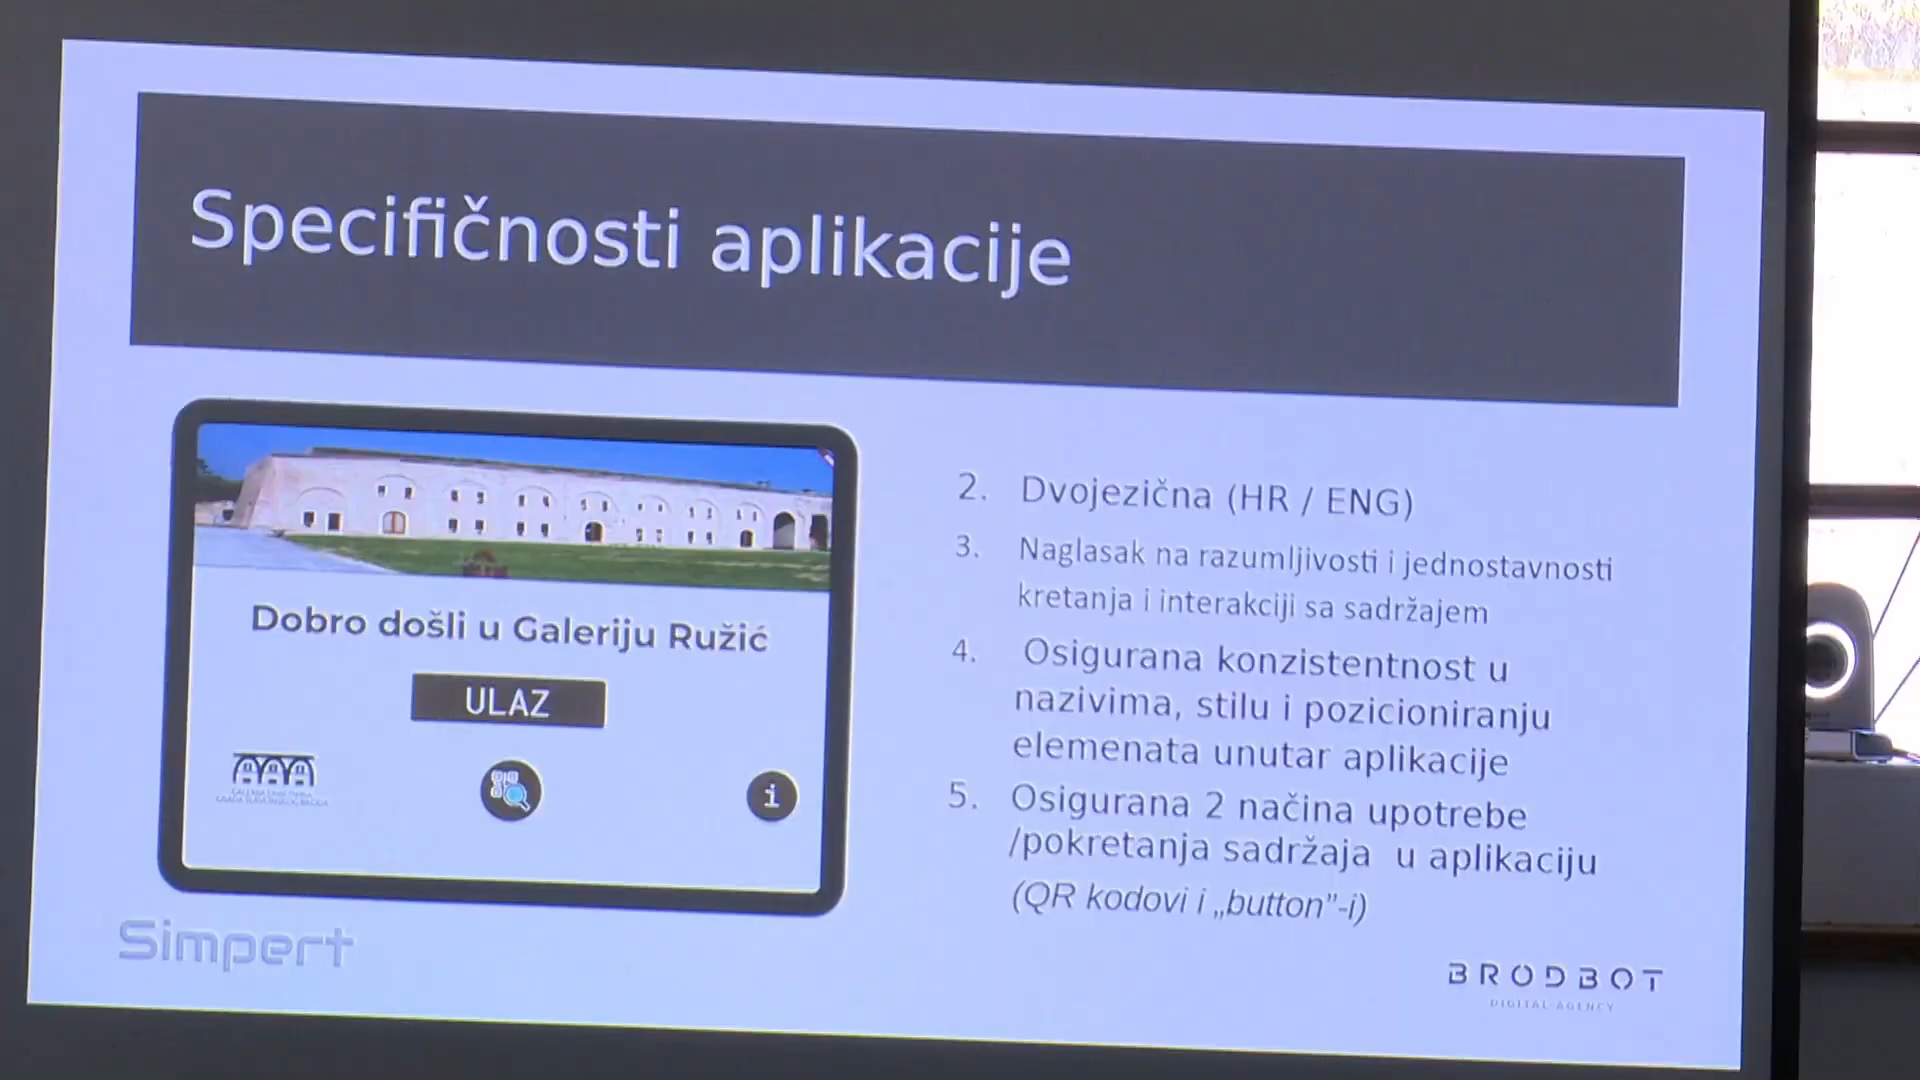 Specifičnosti aplikacije
Dobro došli u Galeriju Ružić
ULAZ
i
2. Dvojezična (HR / ENG)
3. Naglasak na razumljivosti i jednostavnosti
kretanja i interakciji sa sadržajem
4. Osigurana konzistentnost u
nazivima, stilu i pozicioniranju
elemenata unutar aplikacije
5. Osigurana 2 načina upotrebe
/pokretanja sadržaja u aplikaciju
(QR kodovi i „button”-i)
Simpert
BRODBOT
DIGITAL AGENCY